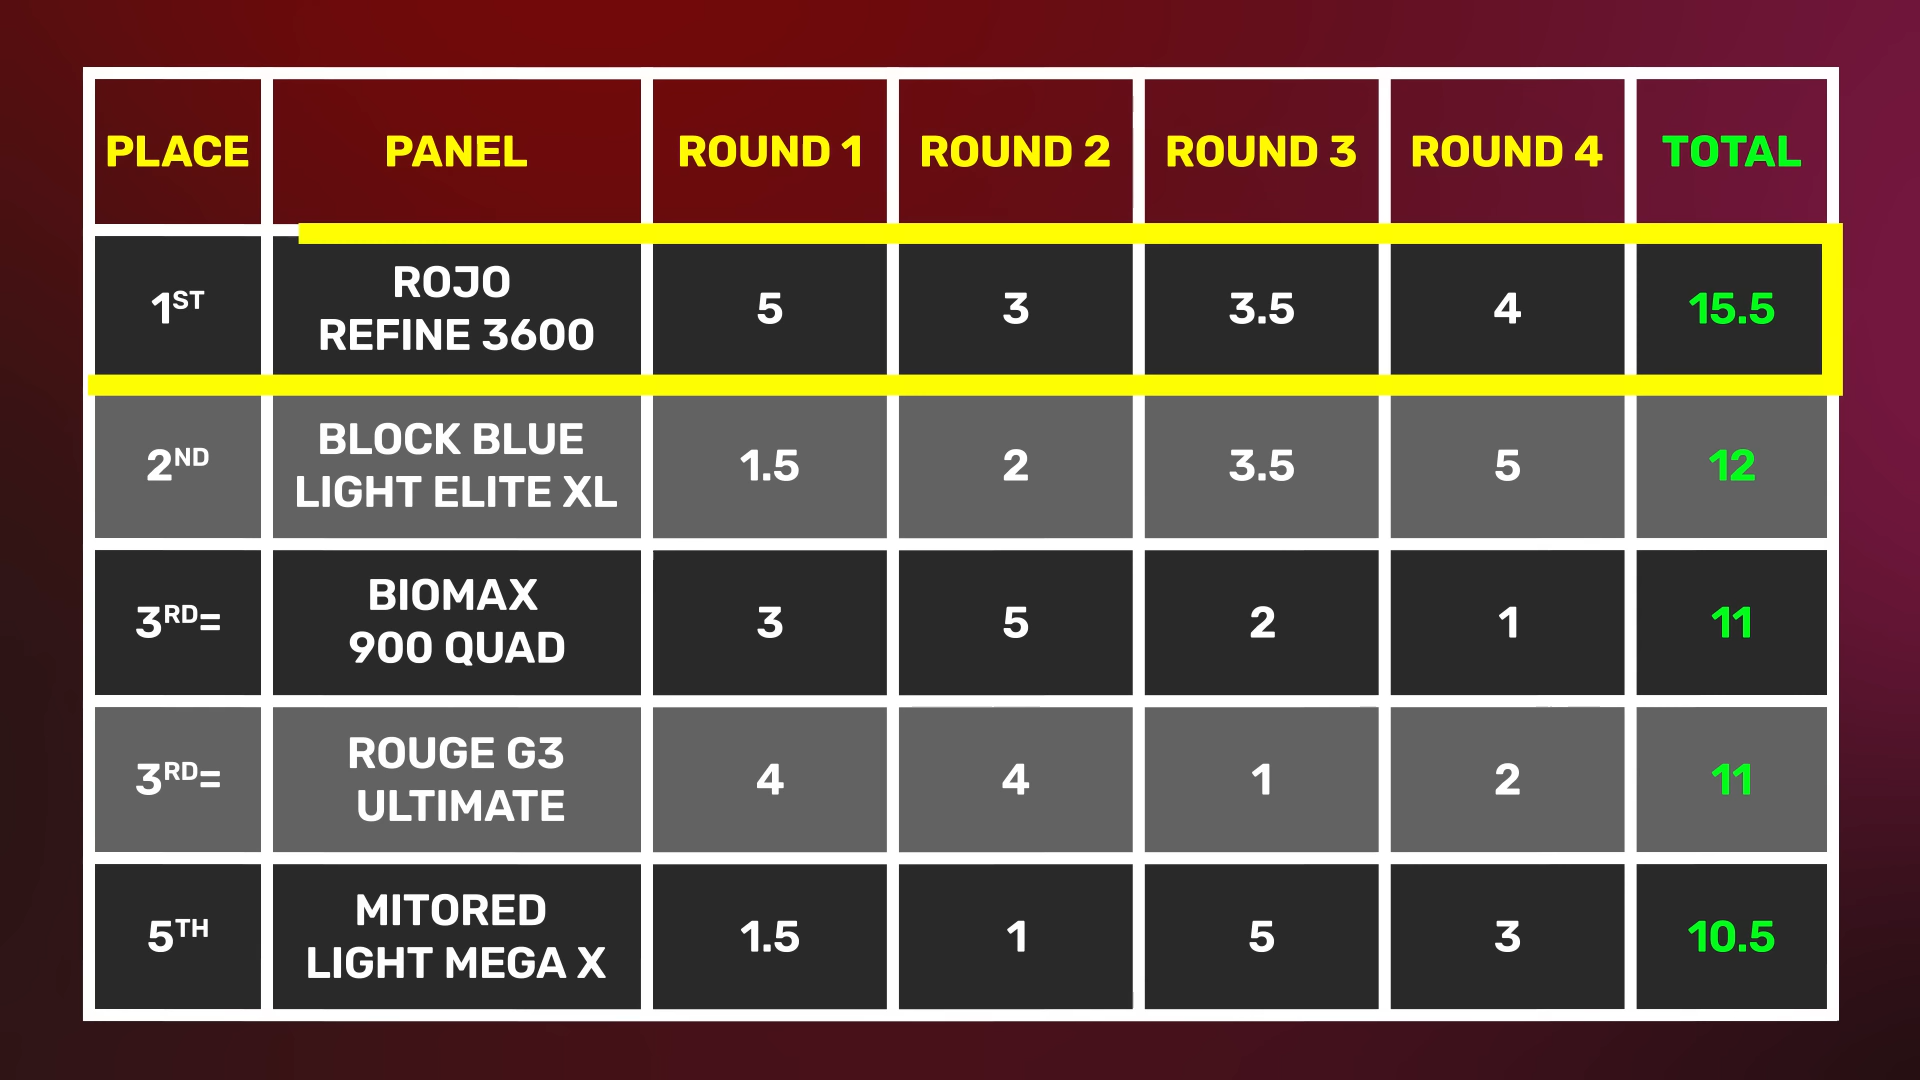 PLACE PANEL ROUND 1 ROUND 2 ROUND 3 ROUND 4 TOTAL
1ST ROJO REFINE 3600 5 3 3.5 4 15.5
2ND BLOCK BLUE LIGHT ELITE XL 1.5 2 3.5 5 12
3RD= BIOMAX 900 QUAD 3 5 2 1 11
3RD= ROUGE G3 ULTIMATE 4 4 1 2 11
5TH MITORED LIGHT MEGA X 1.5 1 5 3 10.5